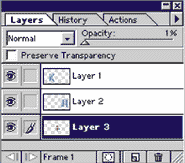 Layers History Actions
Normal Opacity: 1%
Preserve Transparency
Layer 1
Layer 2
Layer 3
Frame 1